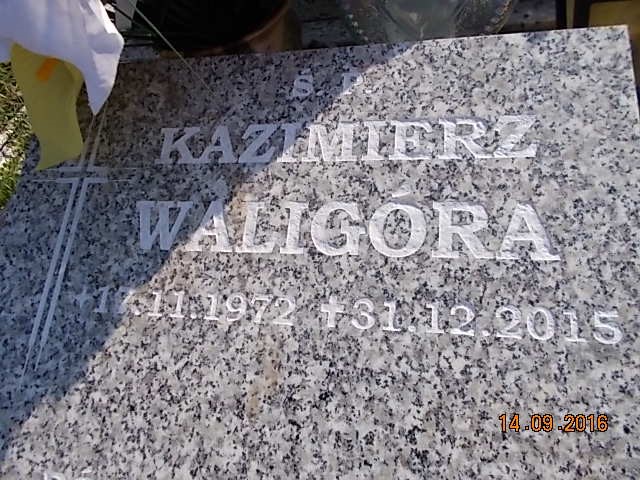 Ś. P.
KAZIMIERZ
WALIGÓRA
.11.1972 ✝31.12.2015
14.09.2016